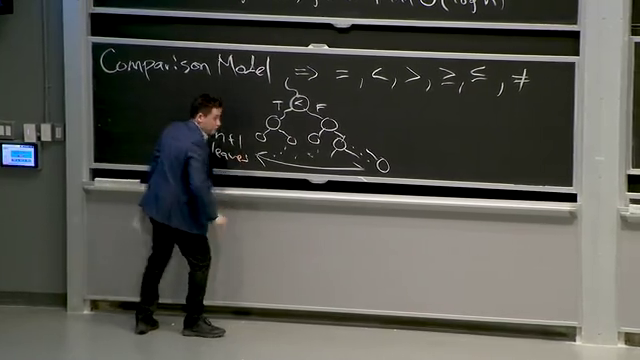 Comparison Model ⇒ =, <, >, ≥, ≤, ≠
T < F
n+1
leaves